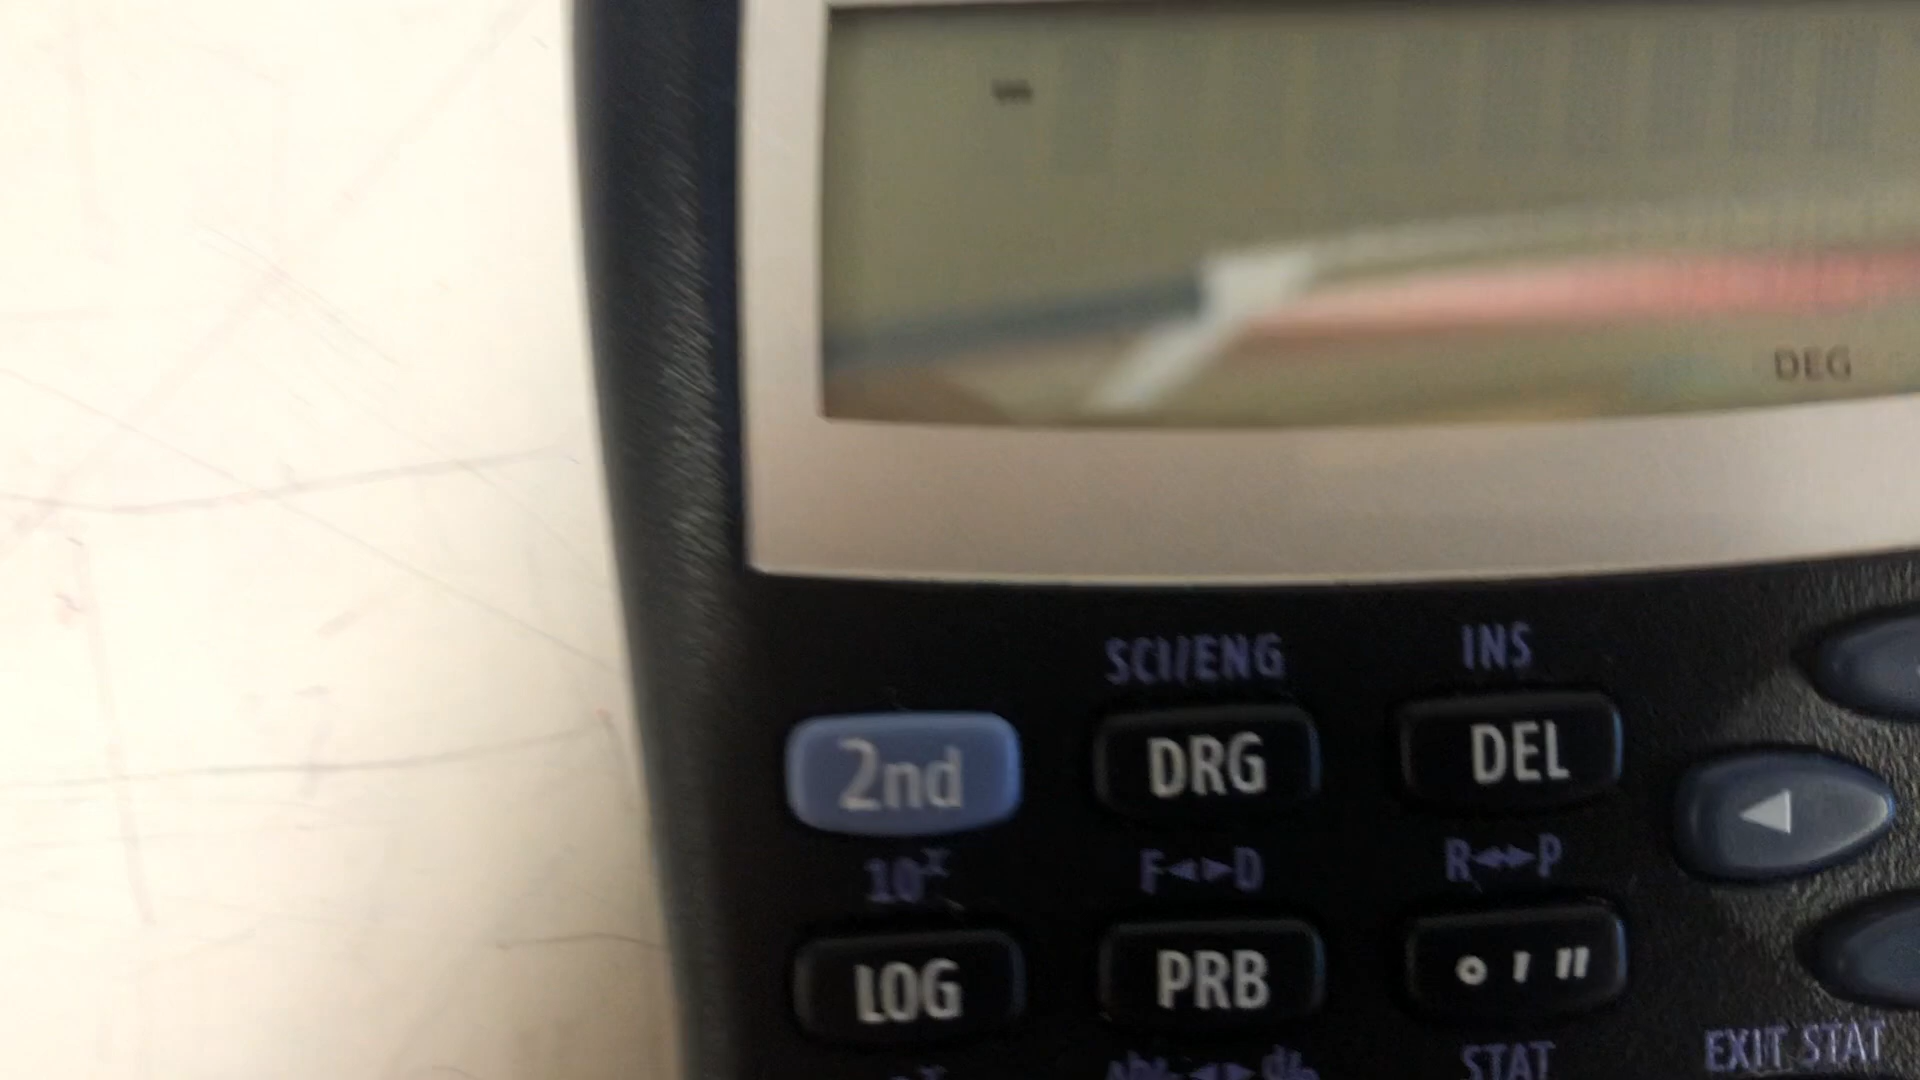 DEG
SCI/ENG INS
2nd DRG DEL
10ˣ F◄►D R◄►P
LOG PRB ° ′ ″
STAT EXIT STAT